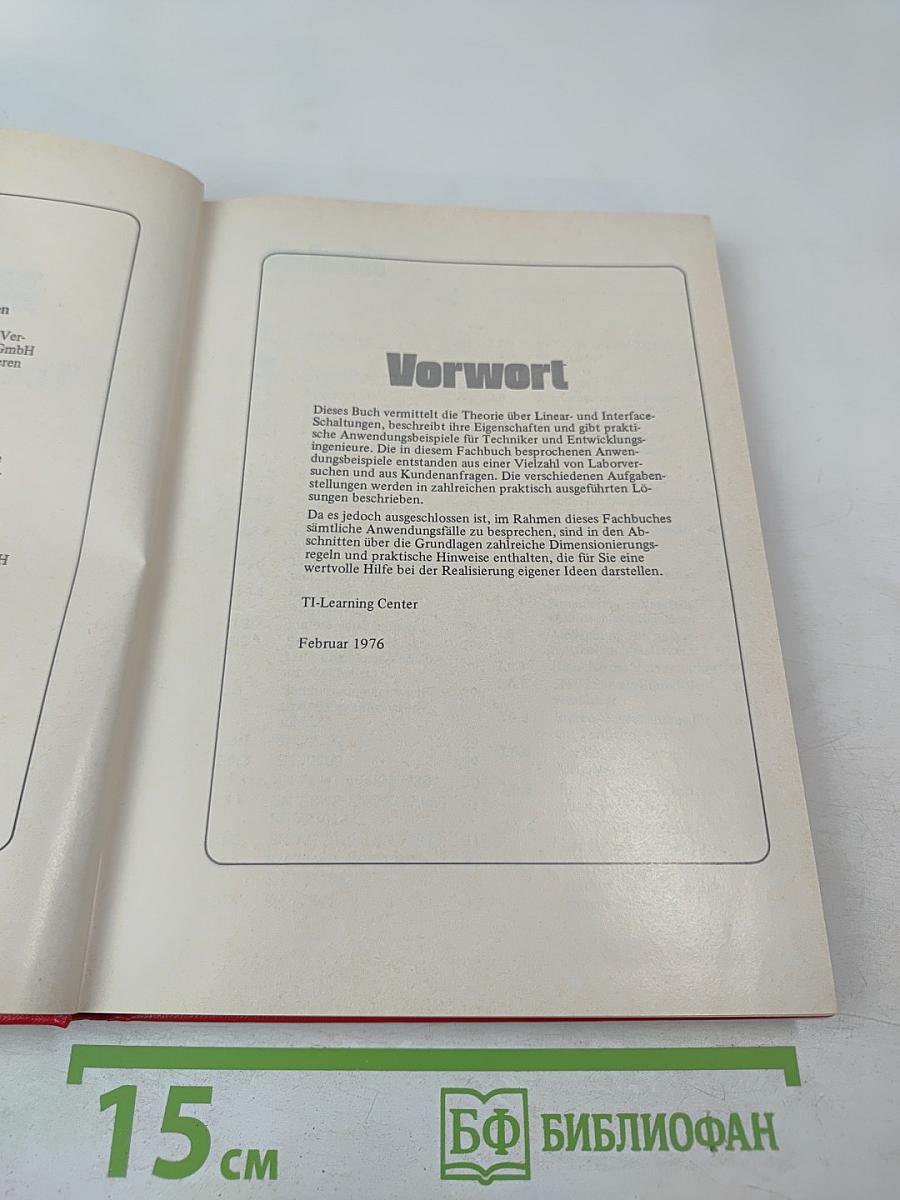 n
Ver-
GmbH
eren
H
Vorwort
Dieses Buch vermittelt die Theorie über Linear- und Interface-
Schaltungen, beschreibt ihre Eigenschaften und gibt prakti-
sche Anwendungsbeispiele für Techniker und Entwicklungs-
ingenieure. Die in diesem Fachbuch besprochenen Anwen-
dungsbeispiele entstanden aus einer Vielzahl von Laborver-
suchen und aus Kundenanfragen. Die verschiedenen Aufgaben-
stellungen werden in zahlreichen praktisch ausgeführten Lö-
sungen beschrieben.
Da es jedoch ausgeschlossen ist, im Rahmen dieses Fachbuches
sämtliche Anwendungsfälle zu besprechen, sind in den Ab-
schnitten über die Grundlagen zahlreiche Dimensionierungs-
regeln und praktische Hinweise enthalten, die für Sie eine
wertvolle Hilfe bei der Realisierung eigener Ideen darstellen.
TI-Learning Center
Februar 1976
15 см
БФ БИБЛИОФАН